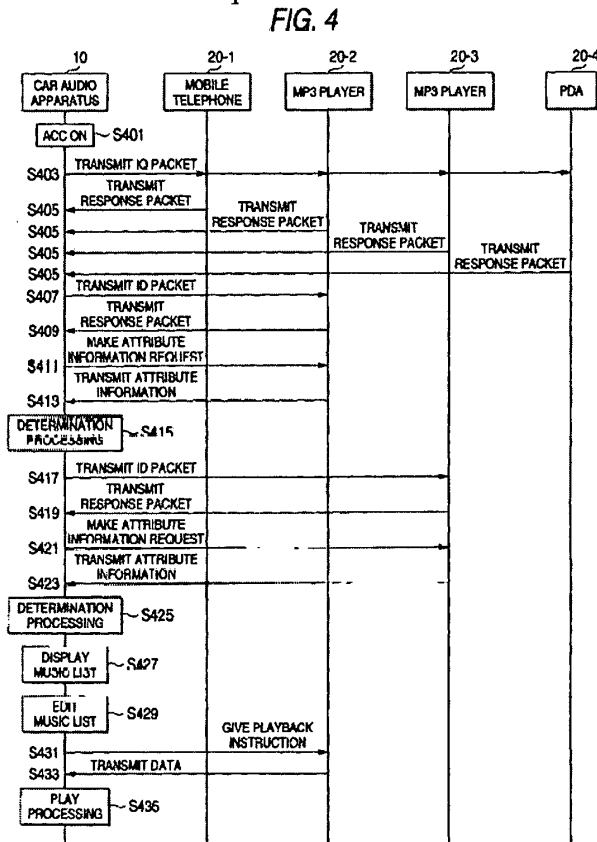 FIG. 4
10 20-1 20-2 20-3 20-4
CAR AUDIO
APPARATUS
MOBILE
TELEPHONE
MP3 PLAYER
MP3 PLAYER
PDA
ACC ON S401
S403 TRANSMIT IQ PACKET
TRANSMIT
RESPONSE PACKET
S405
TRANSMIT
RESPONSE PACKET
S405
TRANSMIT
RESPONSE PACKET
S405
TRANSMIT
RESPONSE PACKET
S405
S407 TRANSMIT ID PACKET
TRANSMIT
RESPONSE PACKET
S409
MAKE ATTRIBUTE
INFORMATION REQUEST
S411
TRANSMIT ATTRIBUTE
INFORMATION
S413
DETERMINATION
PROCESSING
S415
S417 TRANSMIT ID PACKET
TRANSMIT
RESPONSE PACKET
S419
MAKE ATTRIBUTE
INFORMATION REQUEST
S421
TRANSMIT ATTRIBUTE
INFORMATION
S423
DETERMINATION
PROCESSING
S425
DISPLAY
MUSIC LIST
S427
EDIT
MUSIC LIST
S429
GIVE PLAYBACK
INSTRUCTION
S431
S433 TRANSMIT DATA
PLAY
PROCESSING
S435